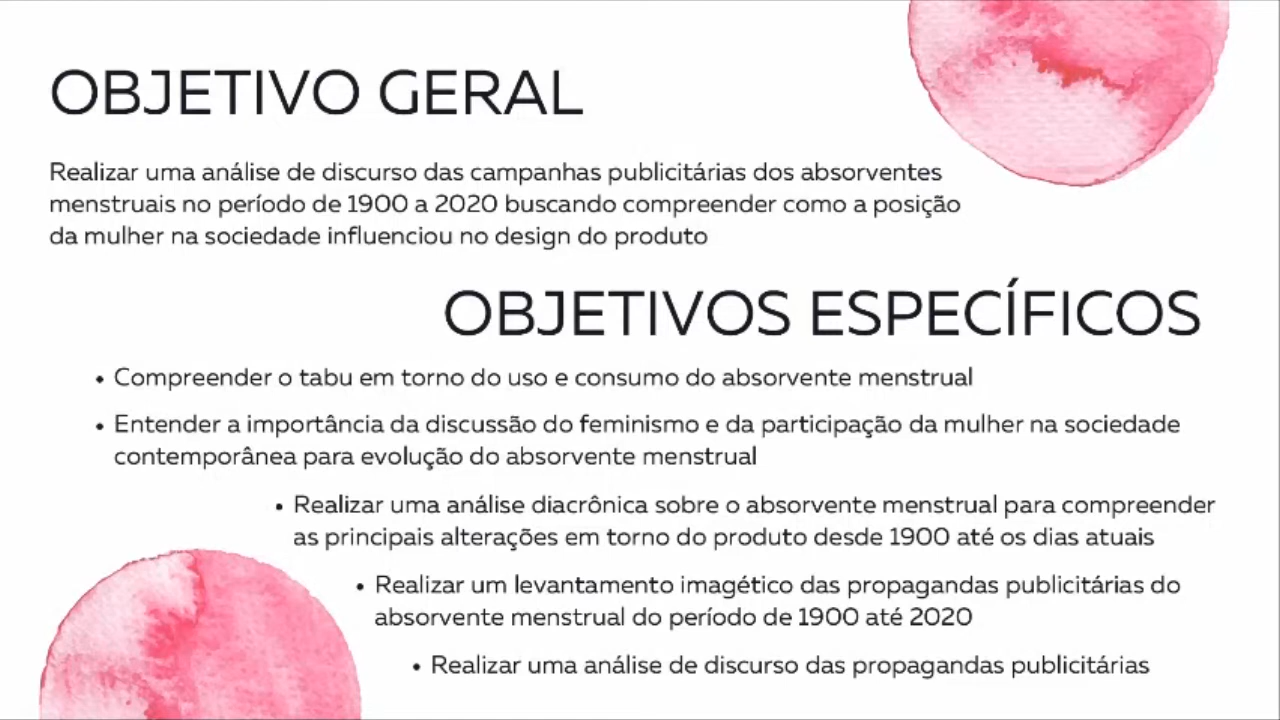 OBJETIVO GERAL
Realizar uma análise de discurso das campanhas publicitárias dos absorventes
menstruais no período de 1900 a 2020 buscando compreender como a posição
da mulher na sociedade influenciou no design do produto
OBJETIVOS ESPECÍFICOS
• Compreender o tabu em torno do uso e consumo do absorvente menstrual
• Entender a importância da discussão do feminismo e da participação da mulher na sociedade
contemporânea para evolução do absorvente menstrual
• Realizar uma análise diacrônica sobre o absorvente menstrual para compreender
as principais alterações em torno do produto desde 1900 até os dias atuais
• Realizar um levantamento imagético das propagandas publicitárias do
absorvente menstrual do período de 1900 até 2020
• Realizar uma análise de discurso das propagandas publicitárias